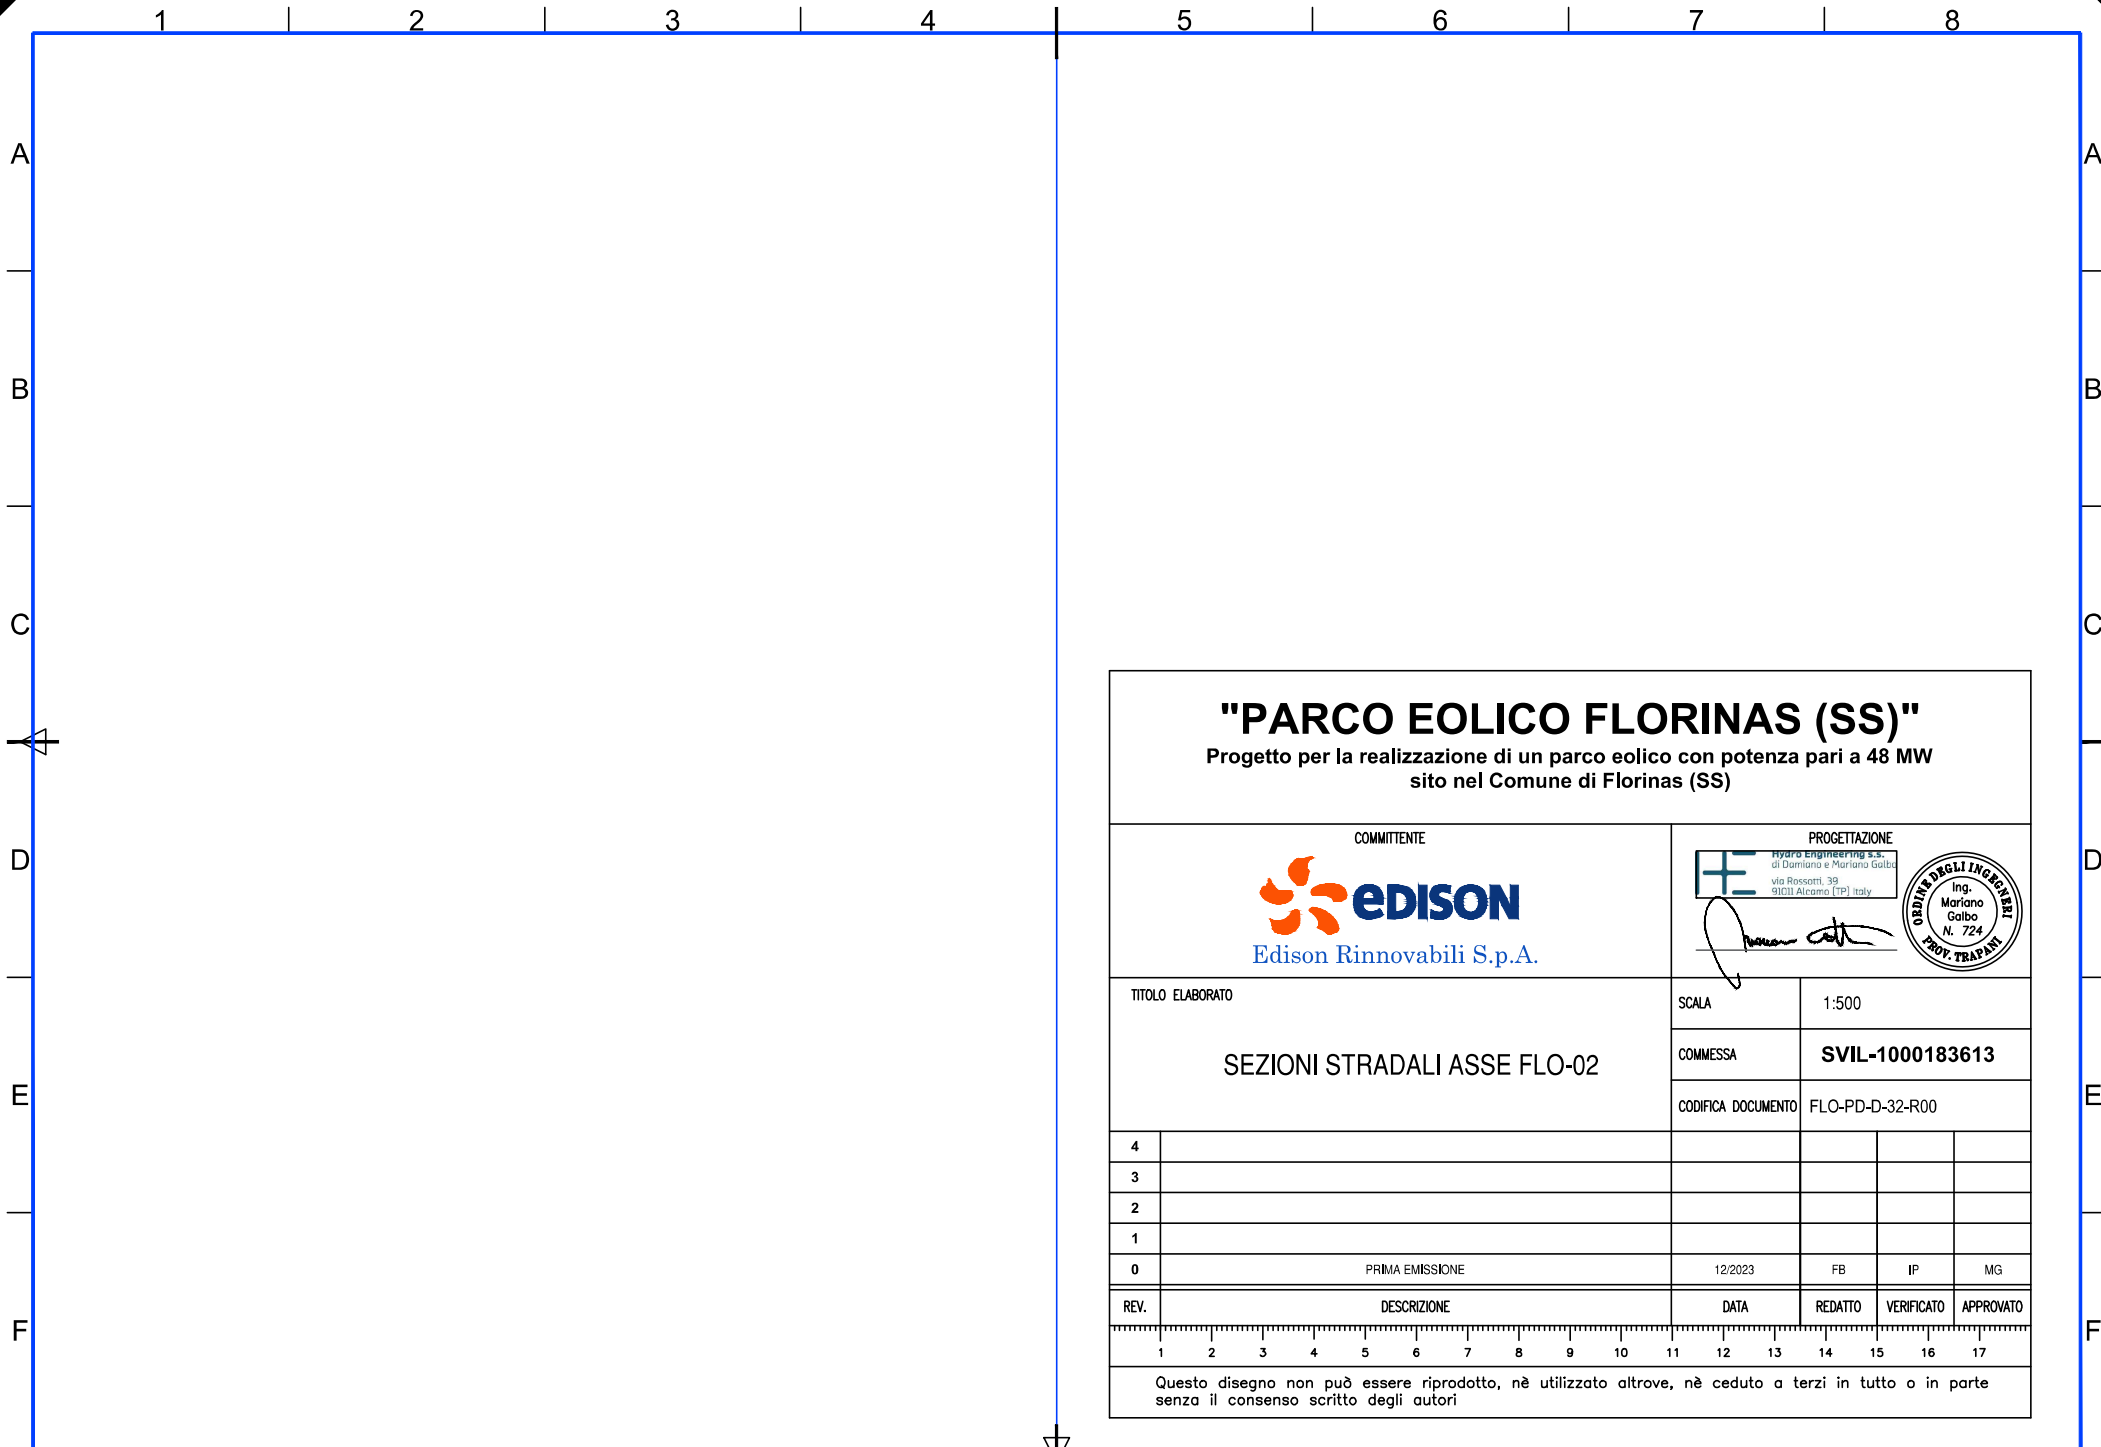 1 2 3 4 5 6 7 8
A A
B B
C C
"PARCO EOLICO FLORINAS (SS)"
Progetto per la realizzazione di un parco eolico con potenza pari a 48 MW
sito nel Comune di Florinas (SS)
D D
COMMITTENTE
eDISON
Edison Rinnovabili S.p.A.
PROGETTAZIONE
Hydro Engineering s.s.
di Damiano e Mariano Galbo
via Rossotti, 39
91011 Alcamo (TP) Italy
ORDINE DEGLI INGEGNERI
PROV. TRAPANI
Ing.
Mariano
Galbo
N. 724
TITOLO ELABORATO
SEZIONI STRADALI ASSE FLO-02
SCALA 1:500
COMMESSA SVIL-1000183613
CODIFICA DOCUMENTO FLO-PD-D-32-R00
E E
4
3
2
1
0 PRIMA EMISSIONE 12/2023 FB IP MG
REV. DESCRIZIONE DATA REDATTO VERIFICATO APPROVATO
F F
1 2 3 4 5 6 7 8 9 10 11 12 13 14 15 16 17
Questo disegno non può essere riprodotto, nè utilizzato altrove, nè ceduto a terzi in tutto o in parte
senza il consenso scritto degli autori